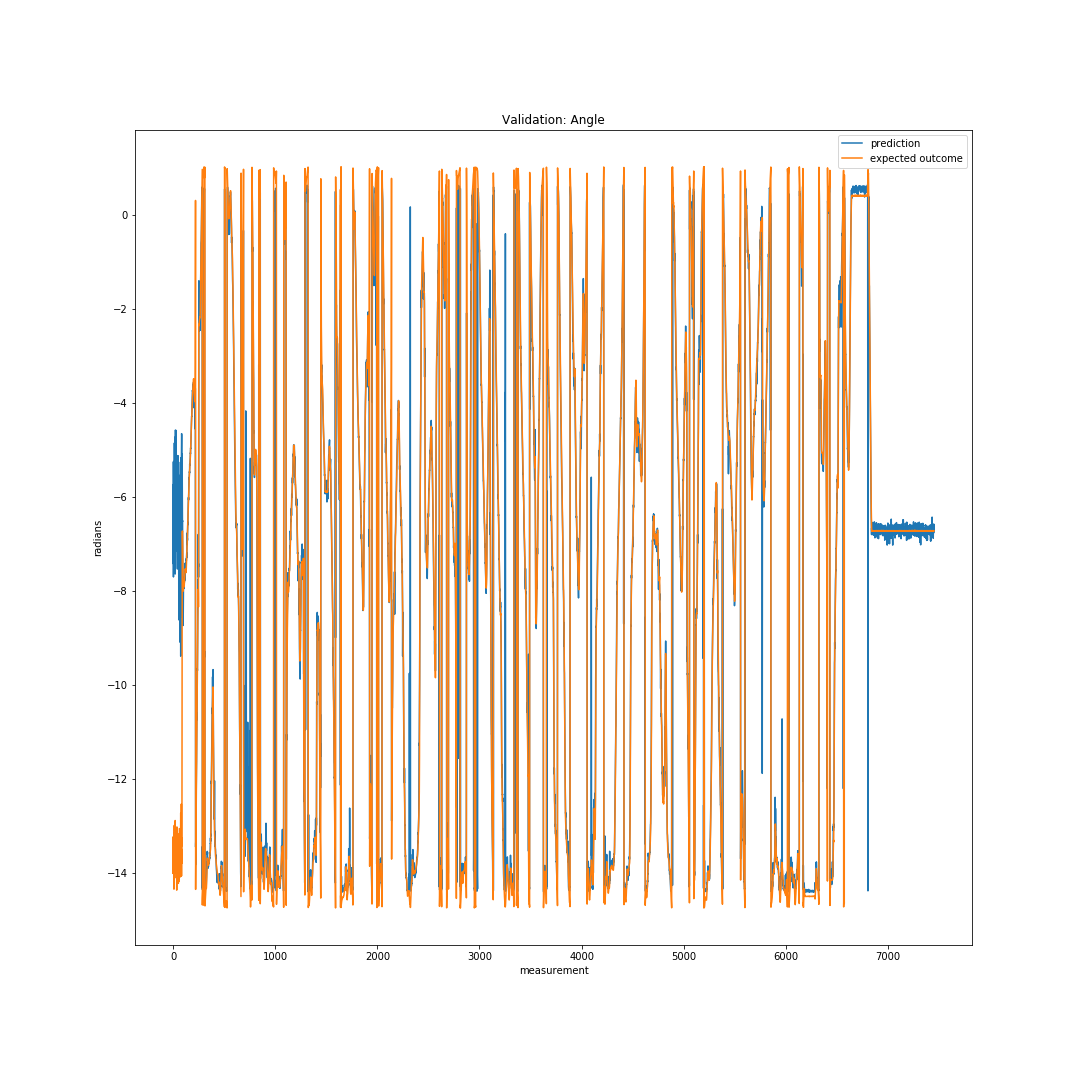 Validation: Angle
prediction
expected outcome
0
−2
−4
−6
−8
−10
−12
−14
radians
0 1000 2000 3000 4000 5000 6000 7000
measurement